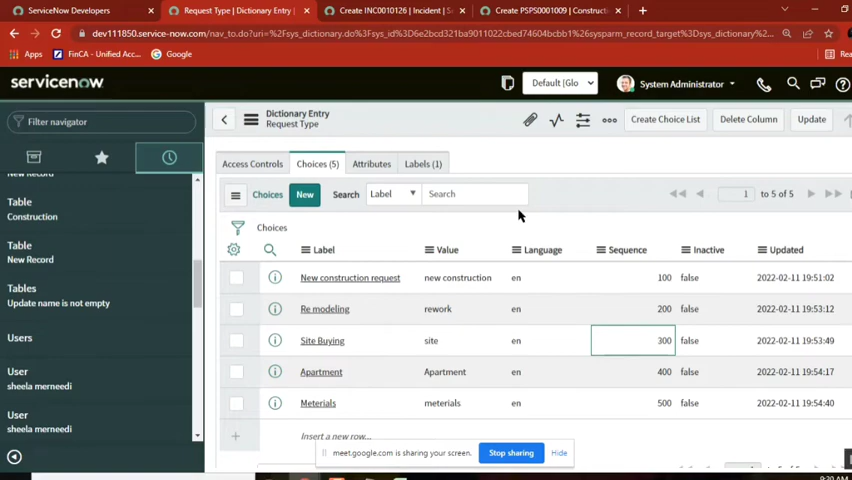 ServiceNow Developers
Request Type | Dictionary Entry |
Create INC0010126 | Incident | S
Create PSPS0001009 | Constructi
dev111850.service-now.com/nav_to.do?uri=%2Fsys_dictionary.do%3Fsys_id%3D6e2bcd321ba9011022cbed74604bcbb1%26sysparm_record_target%3Dsys_di...
Apps
FinCA - Unified Acc...
Google
Rea
servicenow
Default |Glo
System Administrator
Filter navigator
Dictionary Entry
Request Type
Create Choice List
Delete Column
Update
New Record
Table
Construction
Table
New Record
Tables
Update name is not empty
Users
User
sheela merneedi
User
sheela merneedi
Access Controls
Choices (5)
Attributes
Labels (1)
Choices
New
Search
Label
Search
1 to 5 of 5
Choices
Label Value Language Sequence Inactive Updated
New construction request new construction en 100 false 2022-02-11 19:51:02
Re modeling rework en 200 false 2022-02-11 19:53:12
Site Buying site en 300 false 2022-02-11 19:53:49
Apartment Apartment en 400 false 2022-02-11 19:54:17
Meterials meterials en 500 false 2022-02-11 19:54:40
Insert a new row...
meet.google.com is sharing your screen.
Stop sharing
Hide